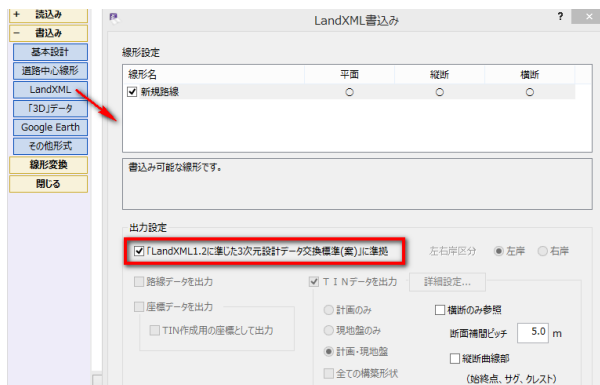 + 読込み
− 書込み
基本設計
道路中心線形
LandXML
「3D」データ
Google Earth
その他形式
線形変換
閉じる
LandXML書込み
? ×
線形設定
線形名 平面 縦断 横断
新規路線 ○ ○ ○
書込み可能な線形です。
出力設定
「LandXML1.2に準じた3次元設計データ交換標準(案)」に準拠
左右岸区分 左岸 右岸
路線データを出力
TINデータを出力 詳細設定...
座標データを出力
TIN作成用の座標として出力
計画のみ
現地盤のみ
計画・現地盤
全ての構築形状
横断のみ参照
断面補間ピッチ 5.0 m
縦断曲線部
(始終点、サグ、クレスト)